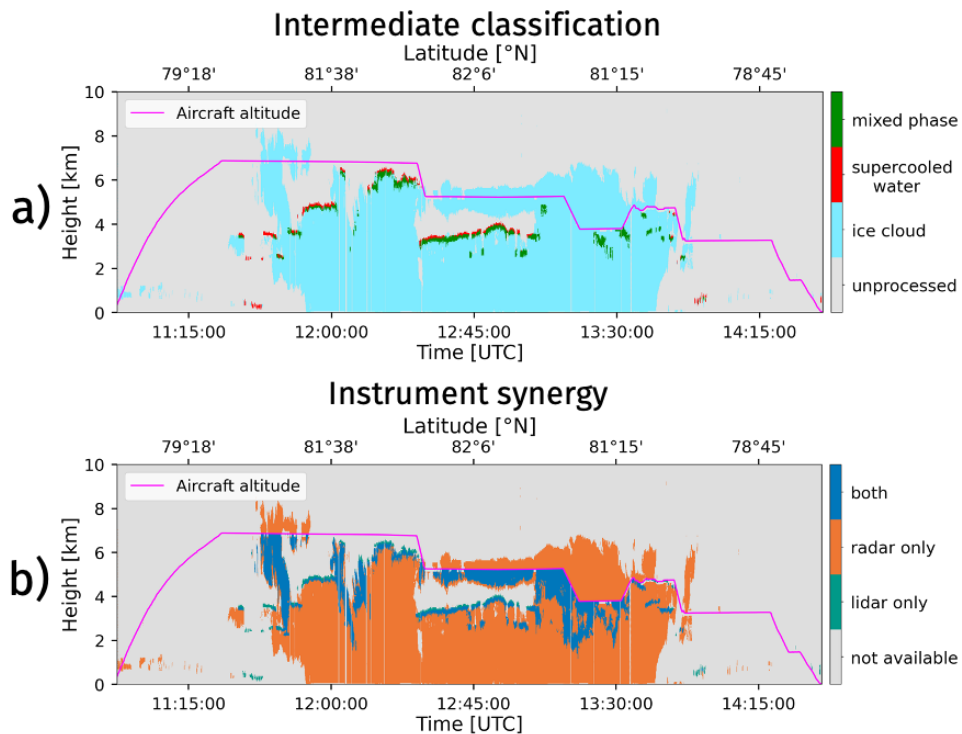 Intermediate classification
Latitude [°N]
79°18' 81°38' 82°6' 81°15' 78°45'
a)
Height [km]
10
8
6
4
2
0
Aircraft altitude
mixed phase
supercooled
water
ice cloud
unprocessed
11:15:00 12:00:00 12:45:00 13:30:00 14:15:00
Time [UTC]
Instrument synergy
Latitude [°N]
79°18' 81°38' 82°6' 81°15' 78°45'
b)
Height [km]
10
8
6
4
2
0
Aircraft altitude
both
radar only
lidar only
not available
11:15:00 12:00:00 12:45:00 13:30:00 14:15:00
Time [UTC]